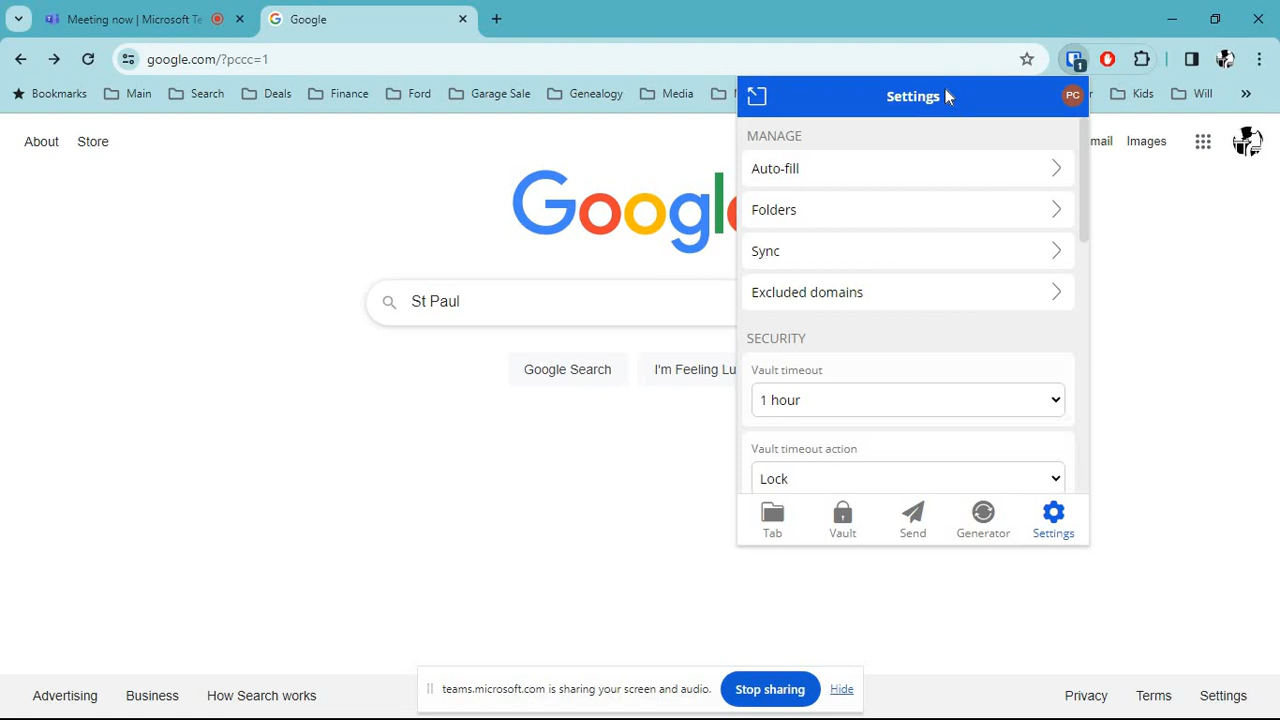 Meeting now | Microsoft Te
Google
google.com/?pccc=1
1
Bookmarks
Main
Search
Deals
Finance
Ford
Garage Sale
Genealogy
Media
Kids
Will
About
Store
mail
Images
Google
St Paul
Google Search
I'm Feeling Lu
Settings
PC
MANAGE
Auto-fill
Folders
Sync
Excluded domains
SECURITY
Vault timeout
1 hour
Vault timeout action
Lock
Tab
Vault
Send
Generator
Settings
teams.microsoft.com is sharing your screen and audio.
Stop sharing
Hide
Advertising
Business
How Search works
Privacy
Terms
Settings